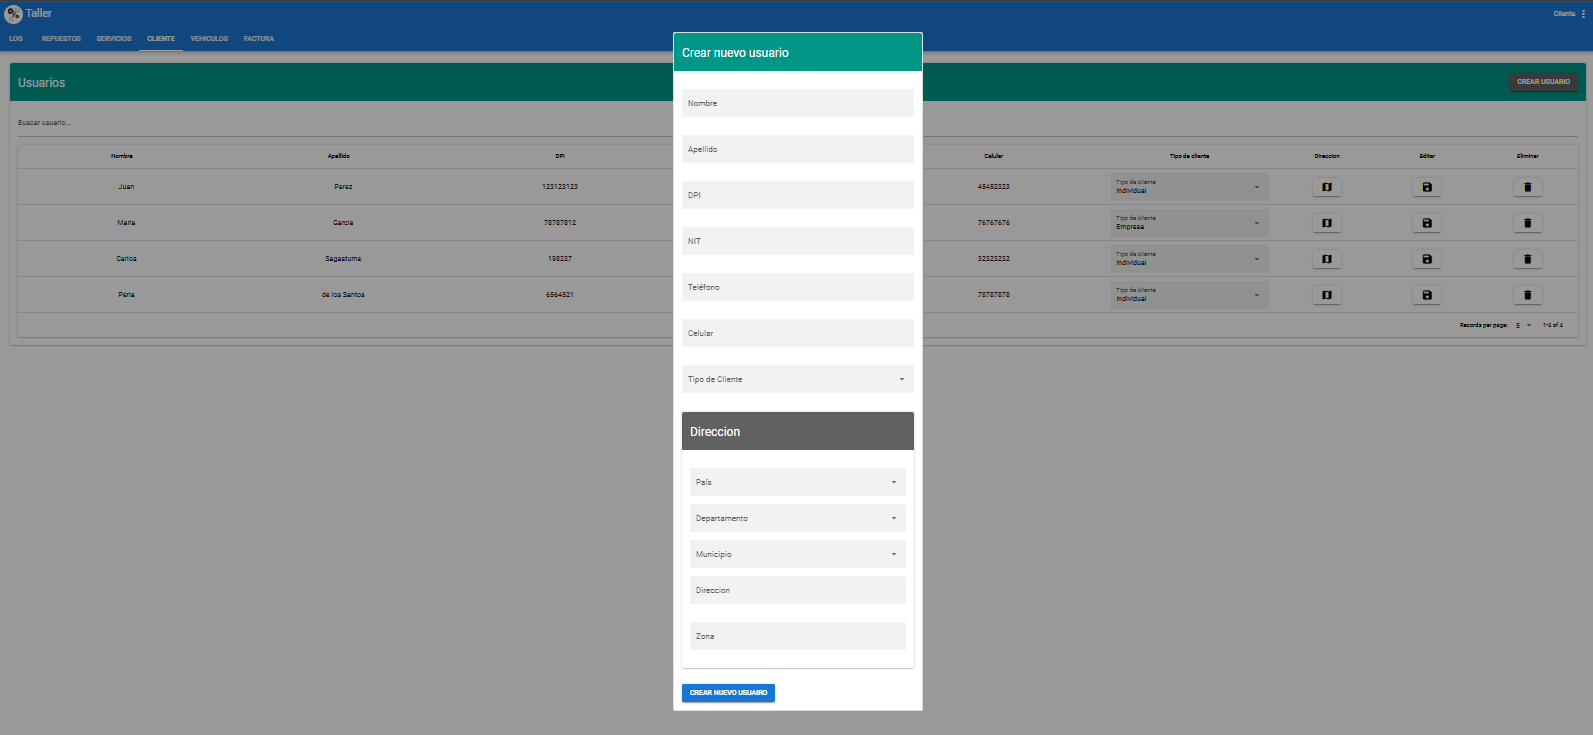 Taller
Cliente
LOG REPUESTOS SERVICIOS CLIENTE VEHICULOS FACTURA
Usuarios
CREAR USUARIO
Buscar usuario...
Nombre Apellido DPI Celular Tipo de cliente Direccion Editar Eliminar
Juan Perez 123123123 45452323 Tipo de cliente
Individual
Maria Garcia 78787812 76767676 Tipo de cliente
Empresa
Carlos Sagastume 198237 32323232 Tipo de cliente
Individual
Perla de los Santos 6564521 78787878 Tipo de cliente
Individual
Records per page: 5 1-4 of 4
Crear nuevo usuario
Nombre
Apellido
DPI
NIT
Teléfono
Celular
Tipo de Cliente
Direccion
País
Departamento
Municipio
Direccion
Zona
CREAR NUEVO USUAIRO